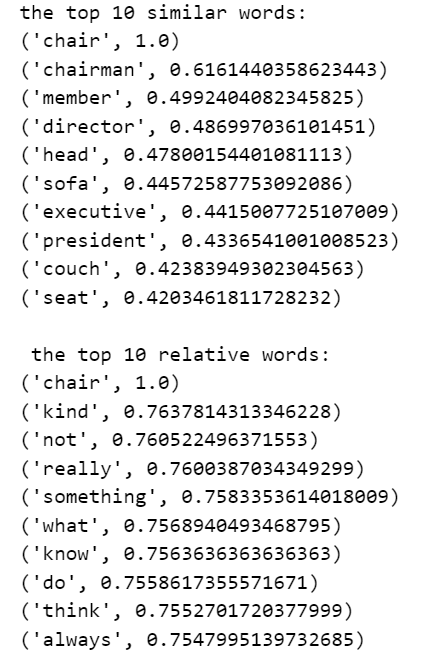 the top 10 similar words:
('chair', 1.0)
('chairman', 0.6161440358623443)
('member', 0.4992404082345825)
('director', 0.486997036101451)
('head', 0.47800154401081113)
('sofa', 0.44572587753092086)
('executive', 0.4415007725107009)
('president', 0.4336541001008523)
('couch', 0.42383949302304563)
('seat', 0.4203461811728232)
the top 10 relative words:
('chair', 1.0)
('kind', 0.7637814313346228)
('not', 0.760522496371553)
('really', 0.7600387034349299)
('something', 0.7583353614018009)
('what', 0.7568940493468795)
('know', 0.7563636363636363)
('do', 0.7558617355571671)
('think', 0.7552701720377999)
('always', 0.7547995139732685)